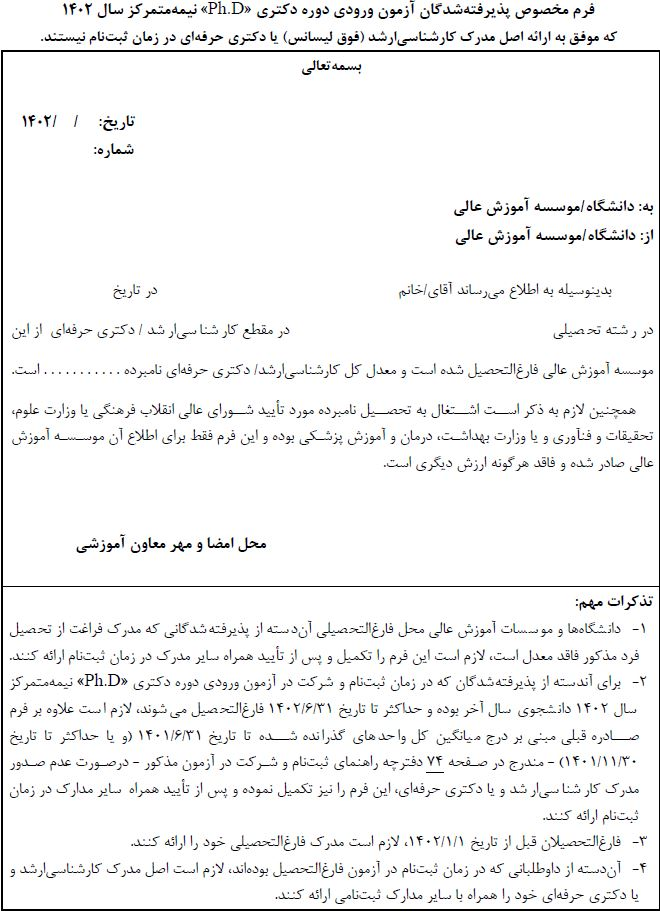 فرم مخصوص پذیرفته‌شدگان آزمون ورودی دوره دکتری «Ph.D» نیمه‌متمرکز سال ۱۴۰۲
که موفق به ارائه اصل مدرک کارشناسی‌ارشد (فوق لیسانس) یا دکتری حرفه‌ای در زمان ثبت‌نام نیستند.
بسمه‌تعالی
تاریخ: / /۱۴۰۲
شماره:
به: دانشگاه/موسسه آموزش عالی
از: دانشگاه/موسسه آموزش عالی
بدینوسیله به اطلاع می‌رساند آقای/خانم در تاریخ
در رشته تحصیلی در مقطع کارشناسی‌ارشد / دکتری حرفه‌ای از این
موسسه آموزش عالی فارغ‌التحصیل شده است و معدل کل کارشناسی‌ارشد/ دکتری حرفه‌ای نامبرده . . . . . . . . . . . است.
همچنین لازم به ذکر است اشتغال به تحصیل نامبرده مورد تأیید شورای عالی انقلاب فرهنگی یا وزارت علوم،
تحقیقات و فنآوری و یا وزارت بهداشت، درمان و آموزش پزشکی بوده و این فرم فقط برای اطلاع آن موسسه آموزش
عالی صادر شده و فاقد هرگونه ارزش دیگری است.
محل امضا و مهر معاون آموزشی
تذکرات مهم:
۱- دانشگاه‌ها و موسسات آموزش عالی محل فارغ‌التحصیلی آن‌دسته از پذیرفته‌شدگانی که مدرک فراغت از تحصیل
فرد مذکور فاقد معدل است، لازم است این فرم را تکمیل و پس از تأیید همراه سایر مدرک در زمان ثبت‌نام ارائه کنند.
۲- برای آندسته از پذیرفته‌شدگان که در زمان ثبت‌نام و شرکت در آزمون ورودی دوره دکتری «Ph.D» نیمه‌متمرکز
سال ۱۴۰۲ دانشجوی سال آخر بوده و حداکثر تا تاریخ ۱۴۰۲/۶/۳۱ فارغ‌التحصیل می‌شوند، لازم است علاوه بر فرم
صادره قبلی مبنی بر درج میانگین کل واحدهای گذرانده شده تا تاریخ ۱۴۰۱/۶/۳۱ (و یا حداکثر تا تاریخ
۱۴۰۱/۱۱/۳۰) - مندرج در صفحه ۷۴ دفترچه راهنمای ثبت‌نام و شرکت در آزمون مذکور - درصورت عدم صدور
مدرک کارشناسی‌ارشد و یا دکتری حرفه‌ای، این فرم را نیز تکمیل نموده و پس از تأیید همراه سایر مدارک در زمان
ثبت‌نام ارائه کنند.
۳- فارغ‌التحصیلان قبل از تاریخ ۱۴۰۲/۱/۱، لازم است مدرک فارغ‌التحصیلی خود را ارائه کنند.
۴- آن‌دسته از داوطلبانی که در زمان ثبت‌نام در آزمون فارغ‌التحصیل بوده‌اند، لازم است اصل مدرک کارشناسی‌ارشد و
یا دکتری حرفه‌ای خود را همراه با سایر مدارک ثبت‌نامی ارائه کنند.